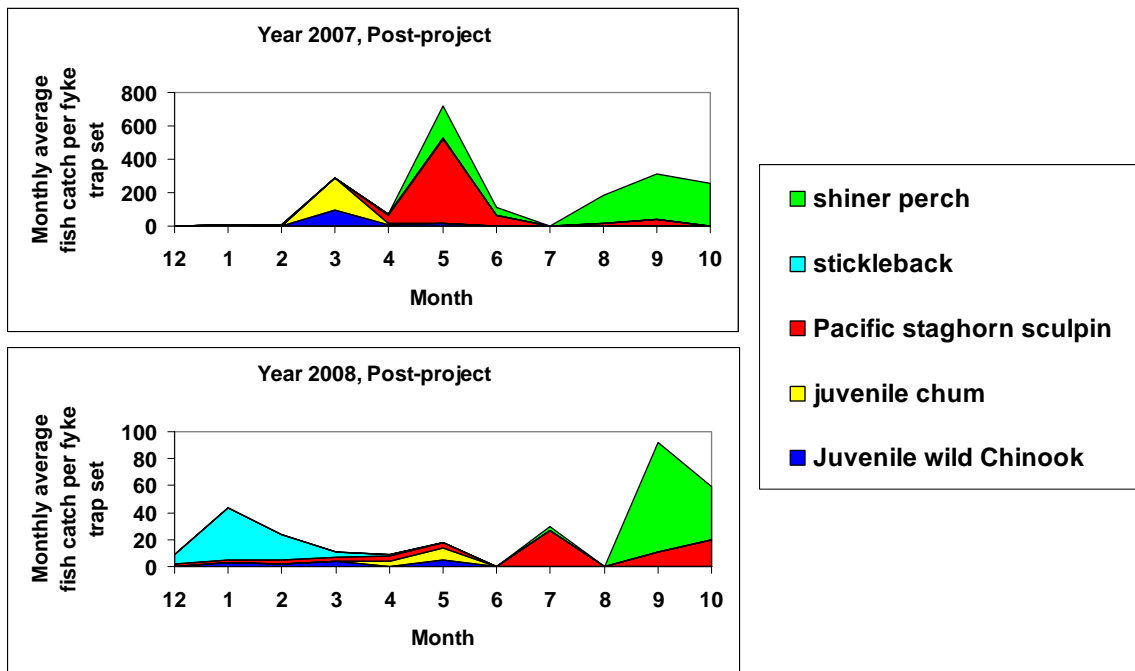 Year 2007, Post-project
Monthly average
fish catch per fyke
trap set
800
600
400
200
0
12 1 2 3 4 5 6 7 8 9 10
Month
Year 2008, Post-project
Monthly average
fish catch per fyke
trap set
100
80
60
40
20
0
12 1 2 3 4 5 6 7 8 9 10
Month
shiner perch
stickleback
Pacific staghorn sculpin
juvenile chum
Juvenile wild Chinook